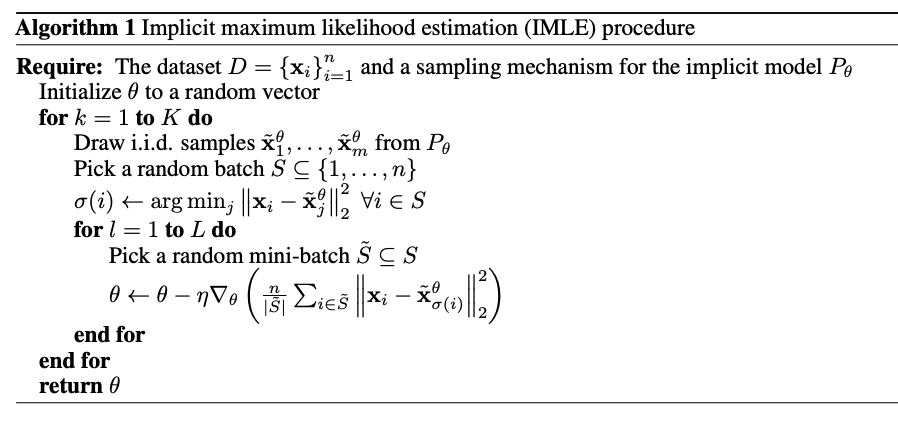 Algorithm 1 Implicit maximum likelihood estimation (IMLE) procedure
Require: The dataset $D = \{\mathbf{x}_i\}_{i=1}^n$ and a sampling mechanism for the implicit model $P_\theta$
Initialize $\theta$ to a random vector
for $k = 1$ to $K$ do
Draw i.i.d. samples $\tilde{\mathbf{x}}_1^\theta, \ldots, \tilde{\mathbf{x}}_m^\theta$ from $P_\theta$
Pick a random batch $S \subseteq \{1, \ldots, n\}$
$\sigma(i) \leftarrow \arg\min_j \left\|\mathbf{x}_i - \tilde{\mathbf{x}}_j^\theta\right\|_2^2 \ \forall i \in S$
for $l = 1$ to $L$ do
Pick a random mini-batch $\tilde{S} \subseteq S$
$\theta \leftarrow \theta - \eta \nabla_\theta \left( \frac{n}{|\tilde{S}|} \sum_{i \in \tilde{S}} \left\|\mathbf{x}_i - \tilde{\mathbf{x}}_{\sigma(i)}^\theta\right\|_2^2 \right)$
end for
end for
return $\theta$